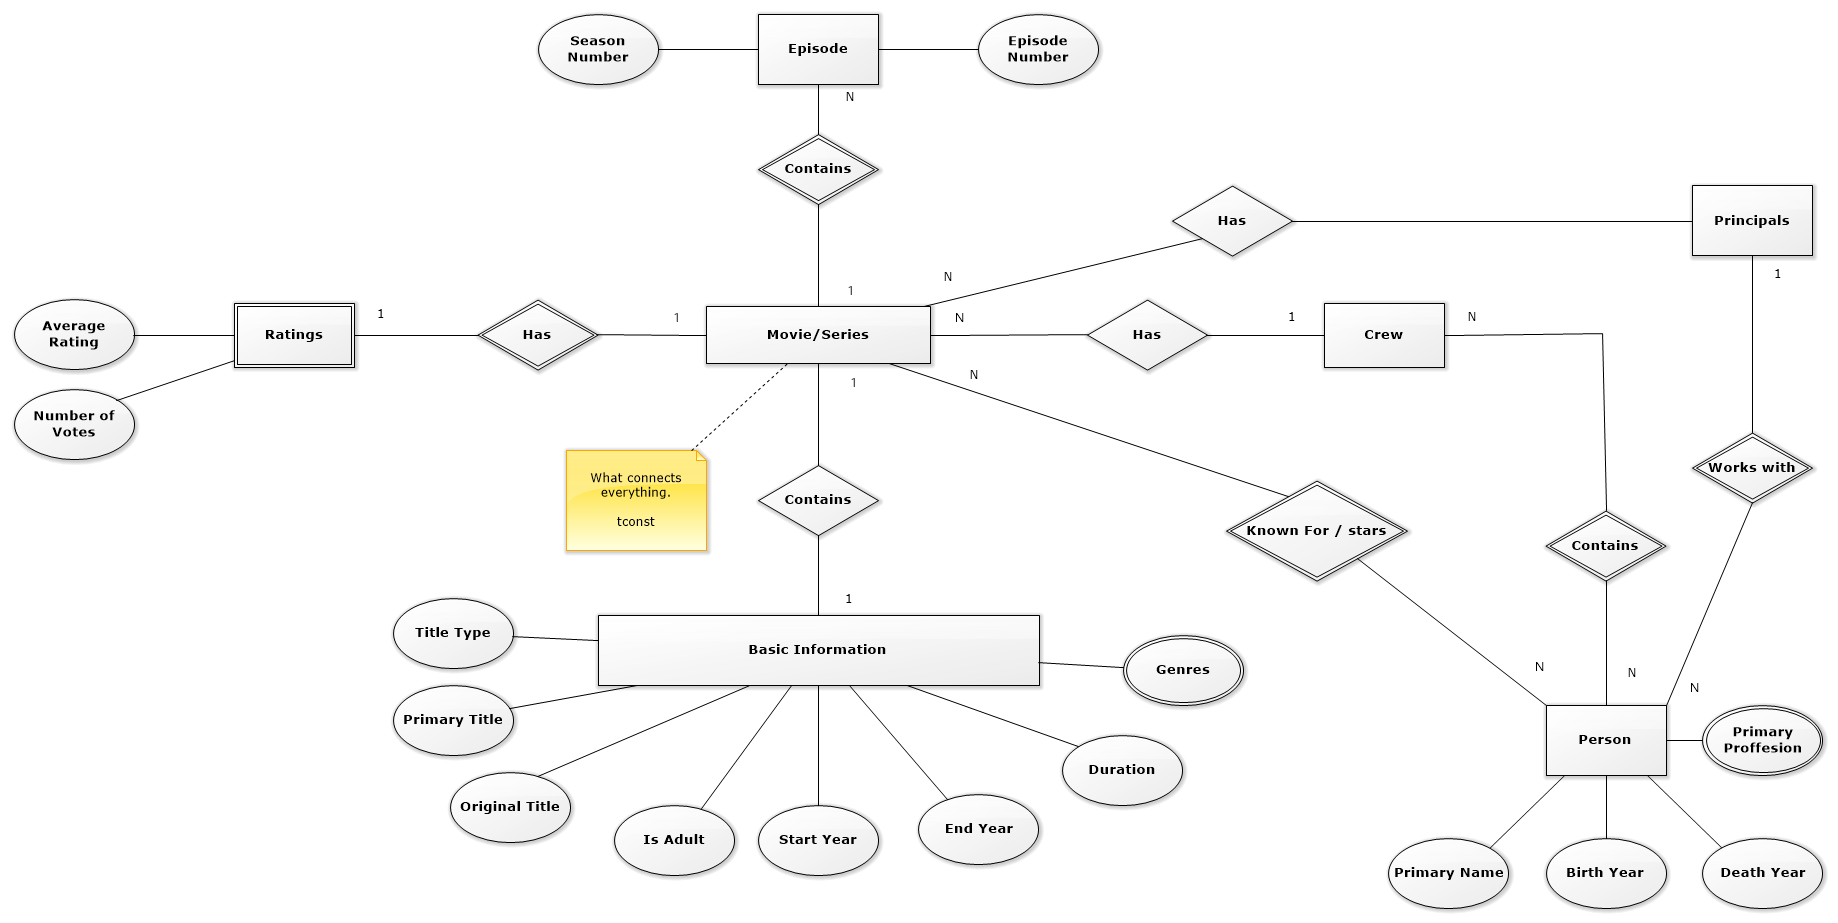 Season
Number
Episode
Episode
Number
N
Contains
Has
Principals
N
1
1
Average
Rating
Ratings
1
Has
1
Movie/Series
N
Has
1
Crew
N
Number of
Votes
1
N
What connects
everything.
tconst
Contains
Works with
Known For / stars
Contains
1
Title Type
Basic Information
Genres
N
N
N
Primary Title
Person
Primary
Proffesion
Duration
Original Title
Is Adult
Start Year
End Year
Primary Name
Birth Year
Death Year